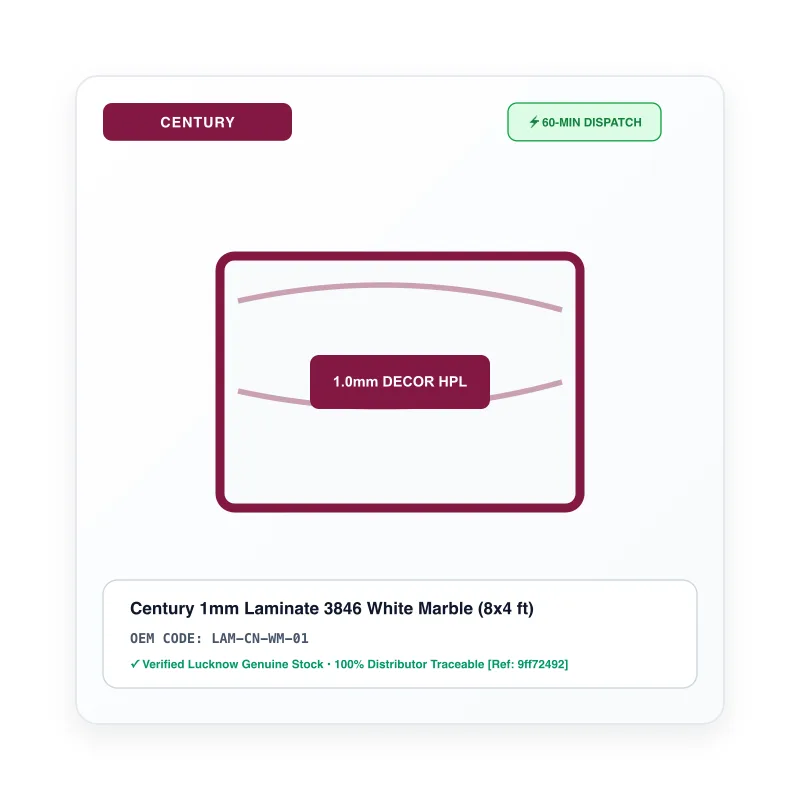 CENTURY
⚡ 60-MIN DISPATCH
1.0mm DECOR HPL
Century 1mm Laminate 3846 White Marble (8x4 ft)
OEM CODE: LAM-CN-WM-01
✓ Verified Lucknow Genuine Stock · 100% Distributor Traceable [Ref: 9ff72492]